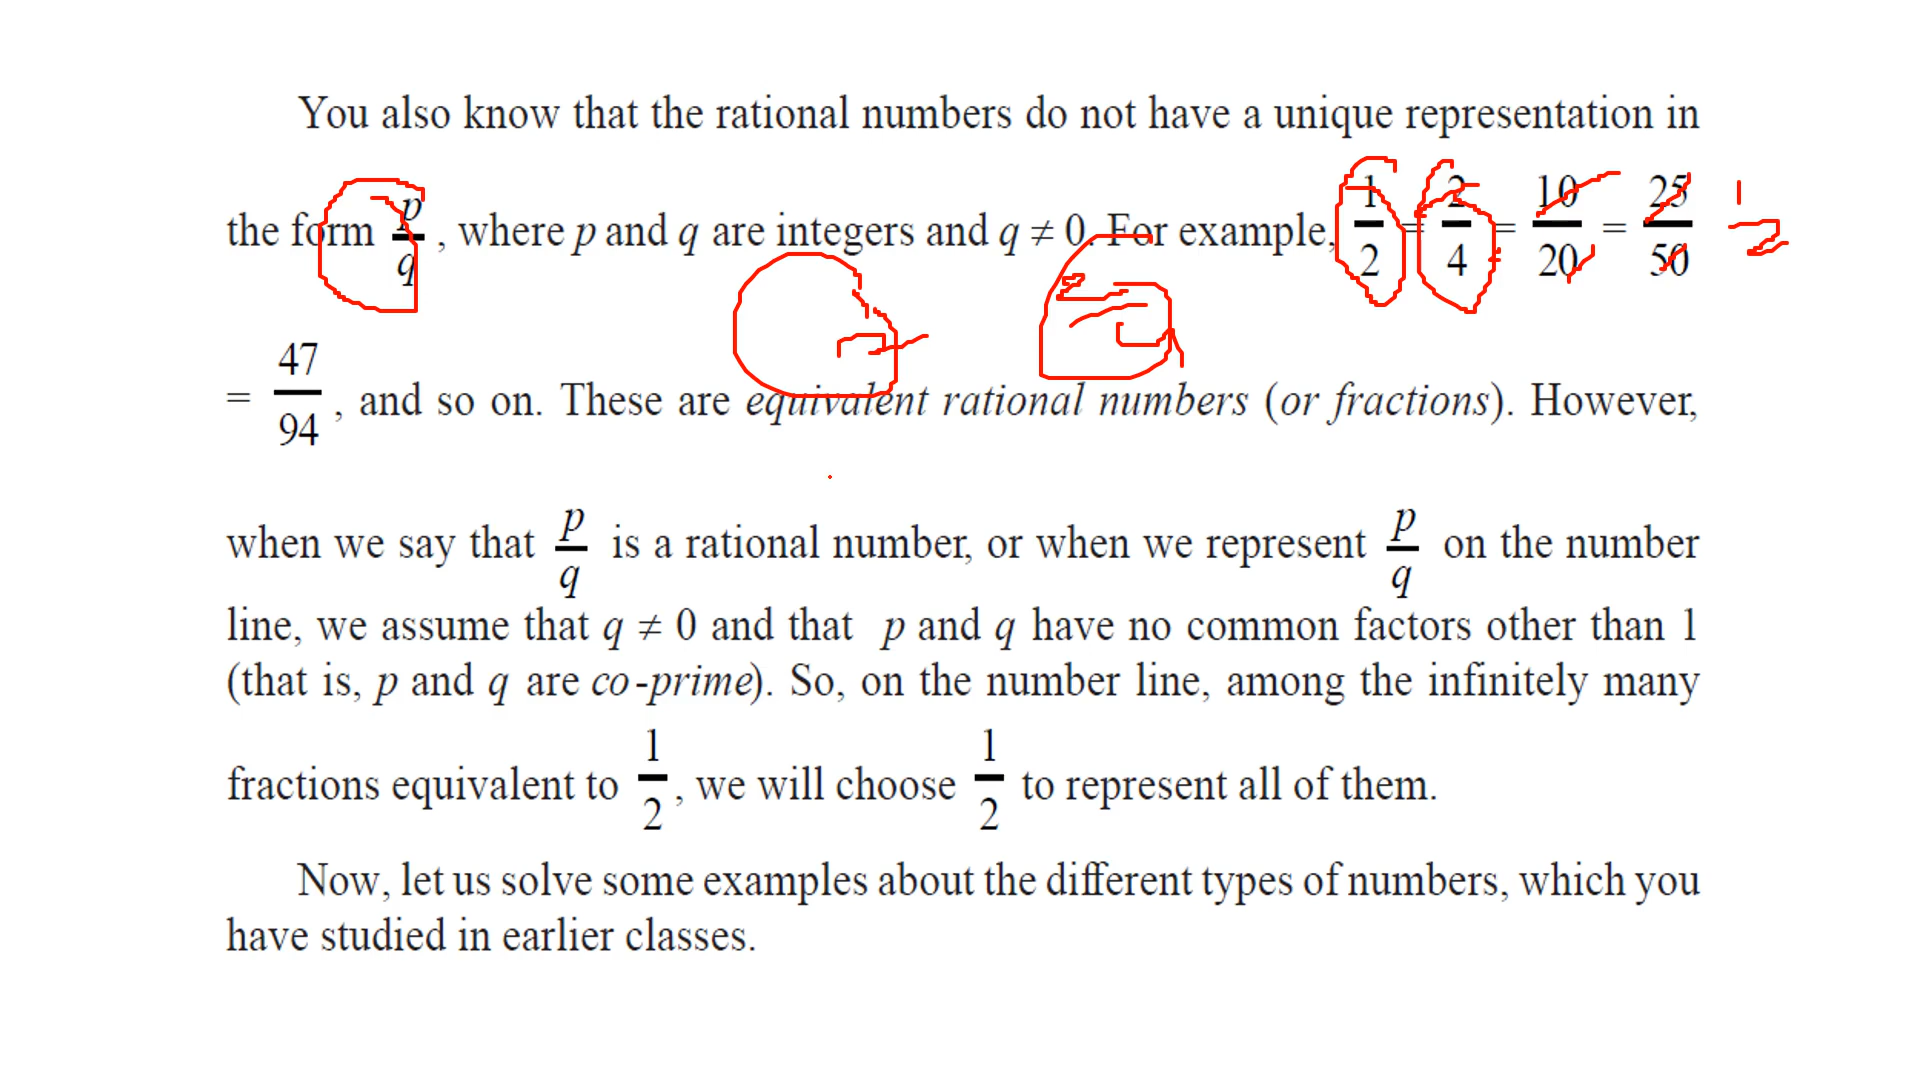 You also know that the rational numbers do not have a unique representation in
the form p/q, where p and q are integers and q ≠ 0. For example, 1/2 = 2/4 = 10/20 = 25/50 1/2
= 47/94, and so on. These are equivalent rational numbers (or fractions). However,
when we say that p/q is a rational number, or when we represent p/q on the number
line, we assume that q ≠ 0 and that p and q have no common factors other than 1
(that is, p and q are co-prime). So, on the number line, among the infinitely many
fractions equivalent to 1/2, we will choose 1/2 to represent all of them.
Now, let us solve some examples about the different types of numbers, which you
have studied in earlier classes.